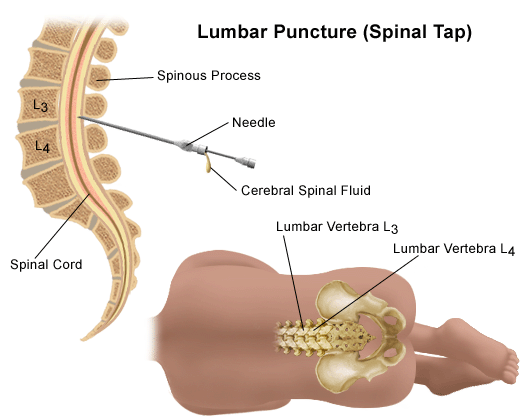 Lumbar Puncture (Spinal Tap)
Spinous Process
L3
Needle
L4
Cerebral Spinal Fluid
Lumbar Vertebra L3
Lumbar Vertebra L4
Spinal Cord